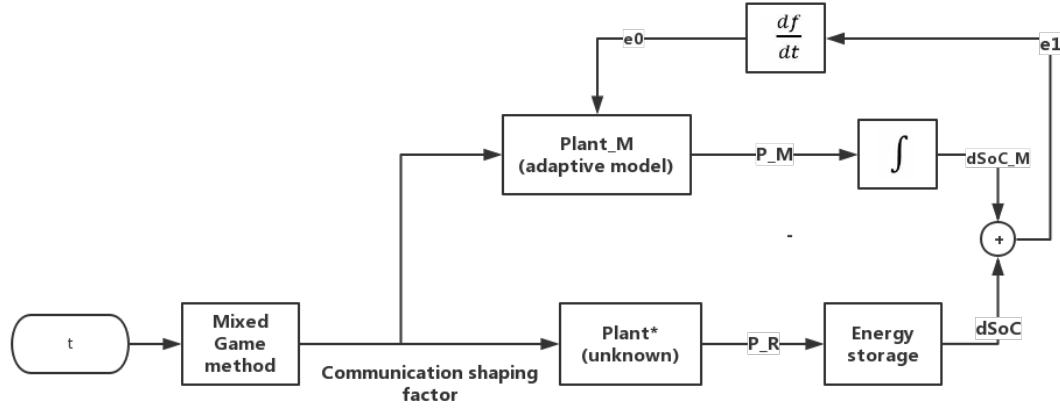 df
dt
e0
e1
Plant_M
(adaptive model)
P_M
∫
dSoC_M
-
+
t
Mixed
Game
method
Communication shaping
factor
Plant*
(unknown)
P_R
Energy
storage
dSoC